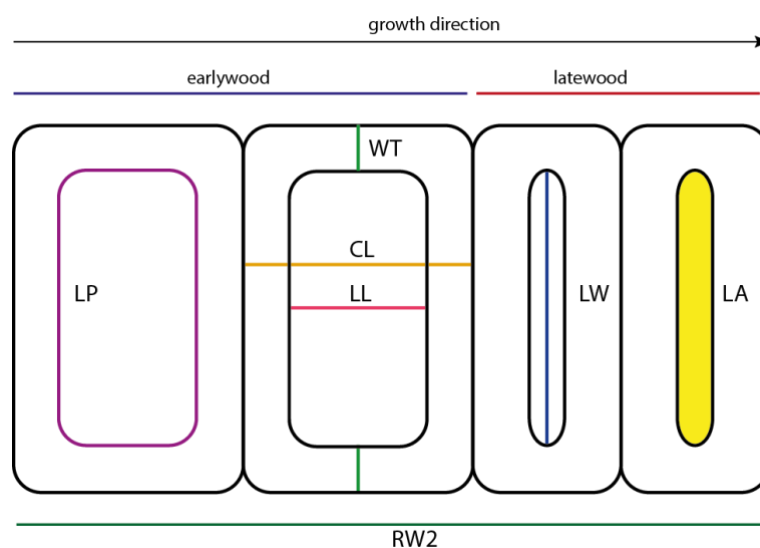 growth direction
earlywood
latewood
WT
CL
LP
LL
LW
LA
RW2